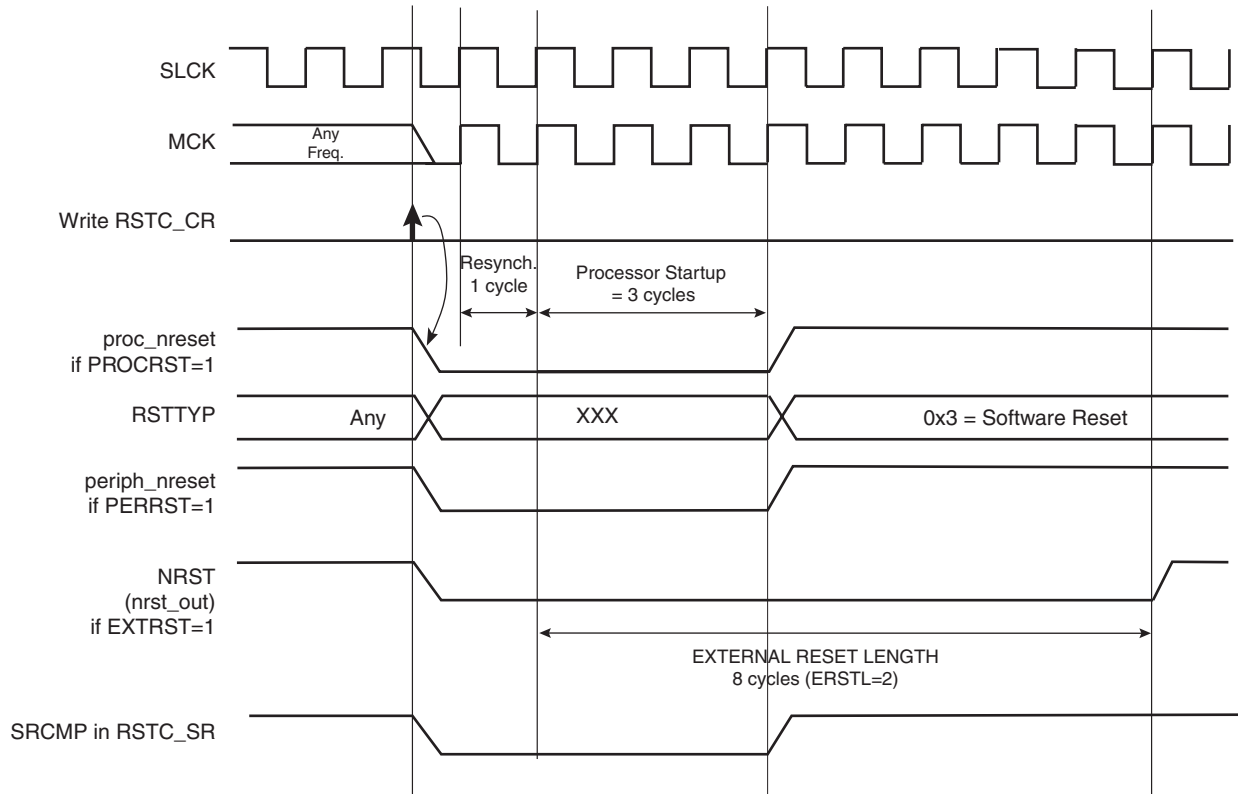 SLCK
MCK
Any
Freq.
Write RSTC_CR
Resynch.
1 cycle
Processor Startup
= 3 cycles
proc_nreset
if PROCRST=1
RSTTYP
Any
XXX
0x3 = Software Reset
periph_nreset
if PERRST=1
NRST
(nrst_out)
if EXTRST=1
EXTERNAL RESET LENGTH
8 cycles (ERSTL=2)
SRCMP in RSTC_SR